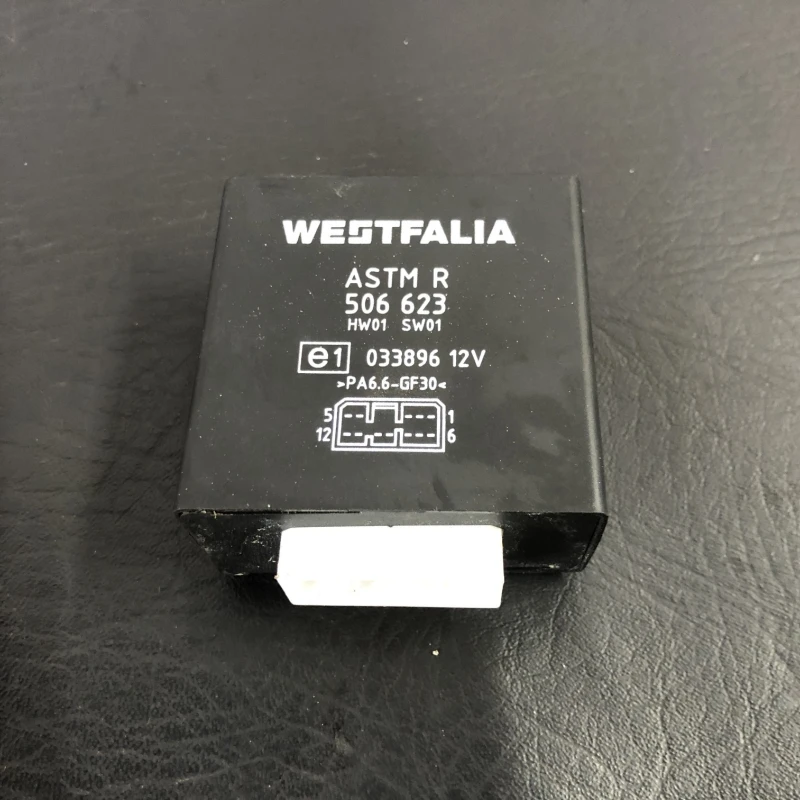 WESTFALIA
ASTM R
506 623
HW01 SW01
e1 033896 12V
>PA6.6-GF30<
5 1
12 6